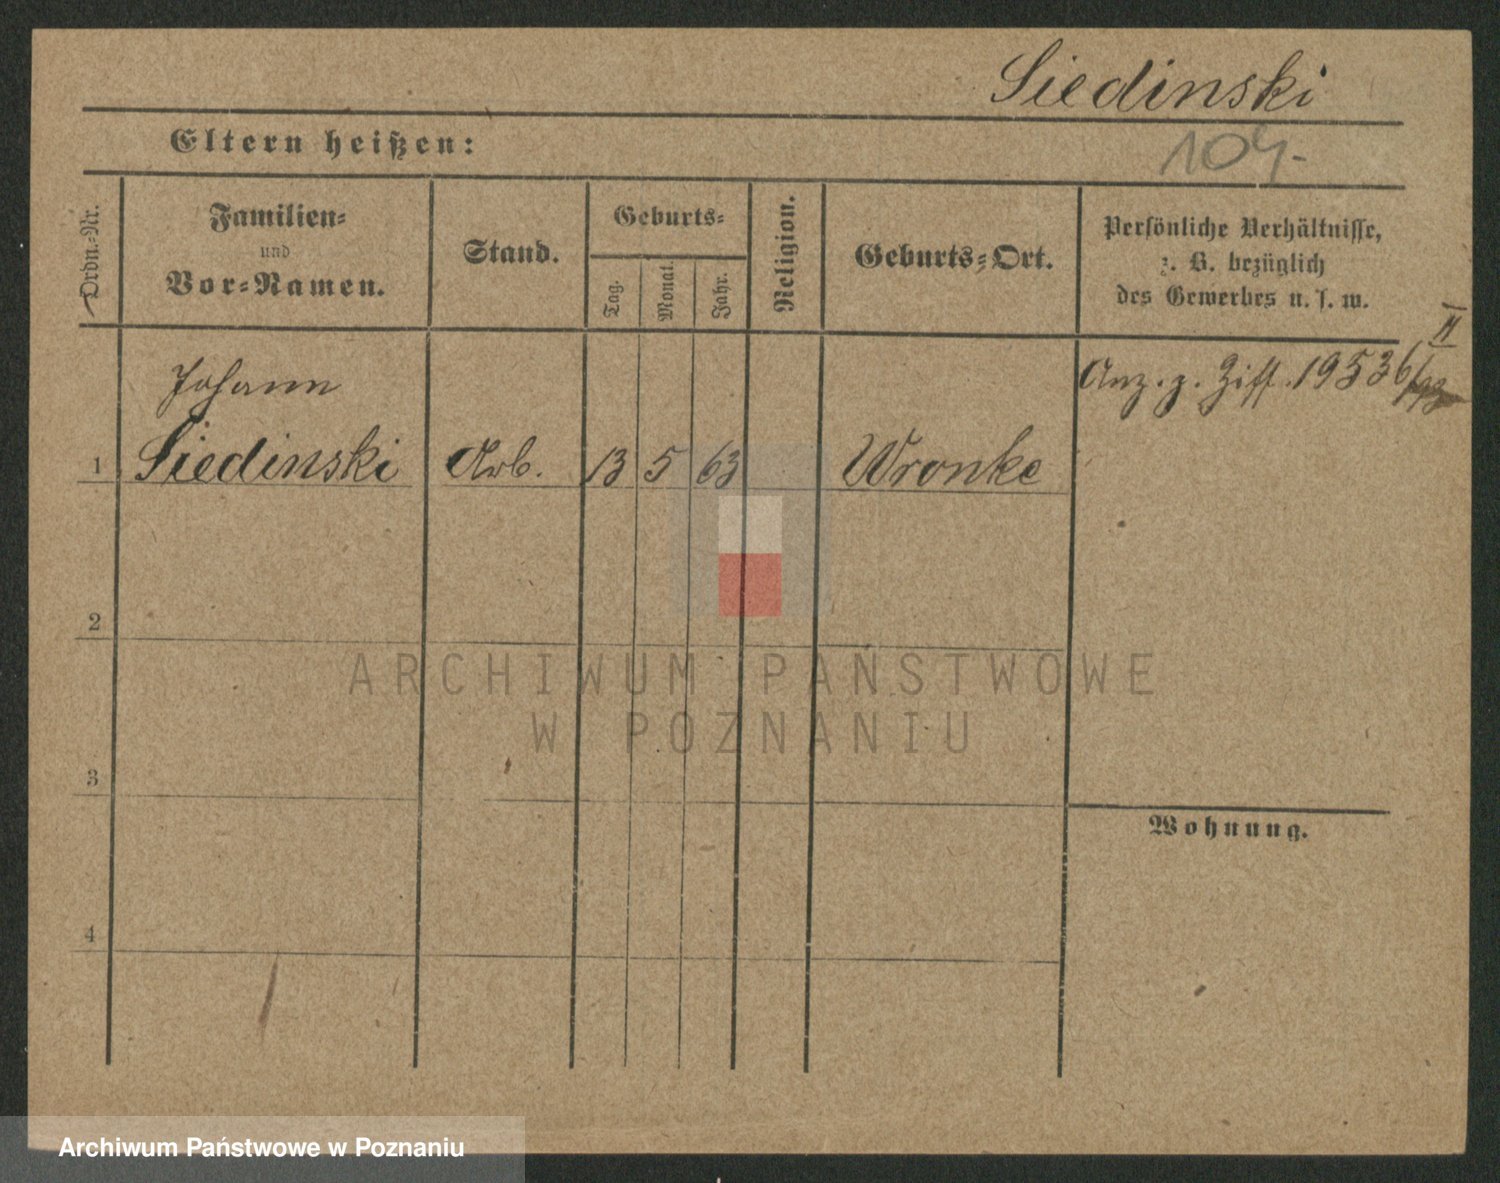 Siedinski
Eltern heißen:
104.
Ordn.-Nr.
Familien-
und
Vor-Namen.
Stand.
Geburts-
Tag.
Monat.
Jahr.
Religion.
Geburts-Ort.
Persönliche Verhältnisse,
z. B. bezüglich
des Gewerbes u. s. w.
II
Anz. z. Ziff. 19536/93
Johann
1 Siedinski Arb. 13 5 63 Wronke
2
ARCHIWUM PAŃSTWOWE
W POZNANIU
3
Wohnung.
4
Archiwum Państwowe w Poznaniu